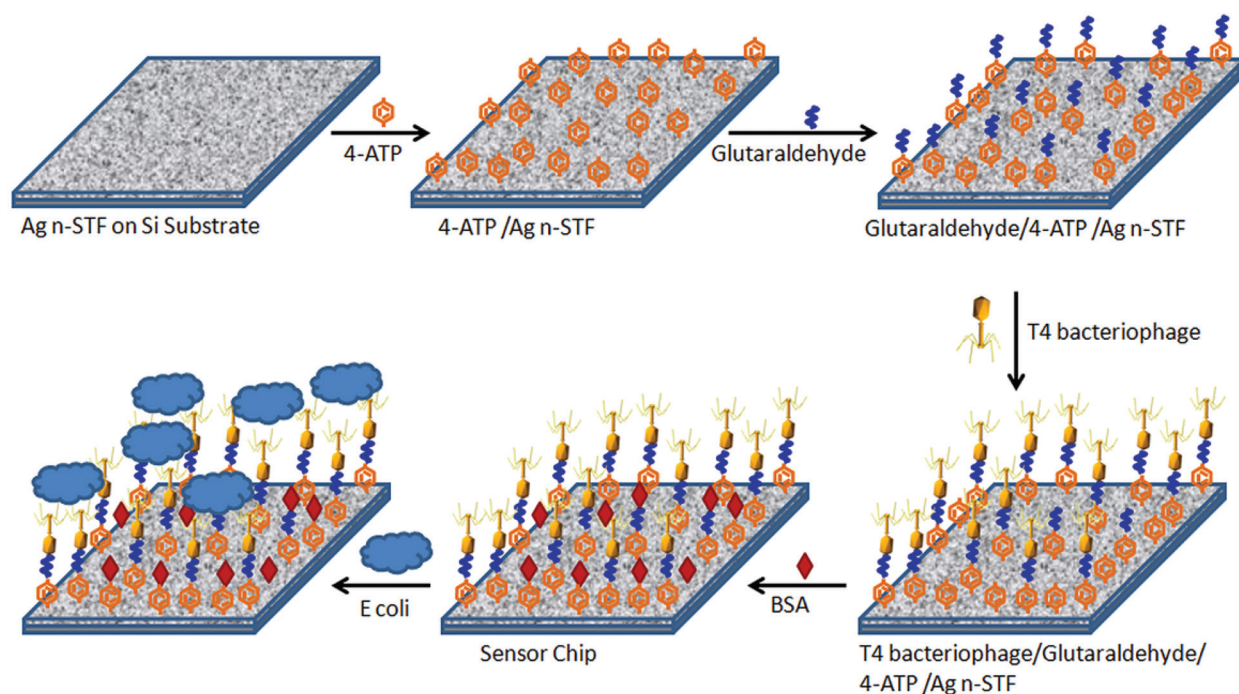 4-ATP
Glutaraldehyde
Ag n-STF on Si Substrate
4-ATP /Ag n-STF
Glutaraldehyde/4-ATP /Ag n-STF
T4 bacteriophage
E coli
BSA
Sensor Chip
T4 bacteriophage/Glutaraldehyde/
4-ATP /Ag n-STF